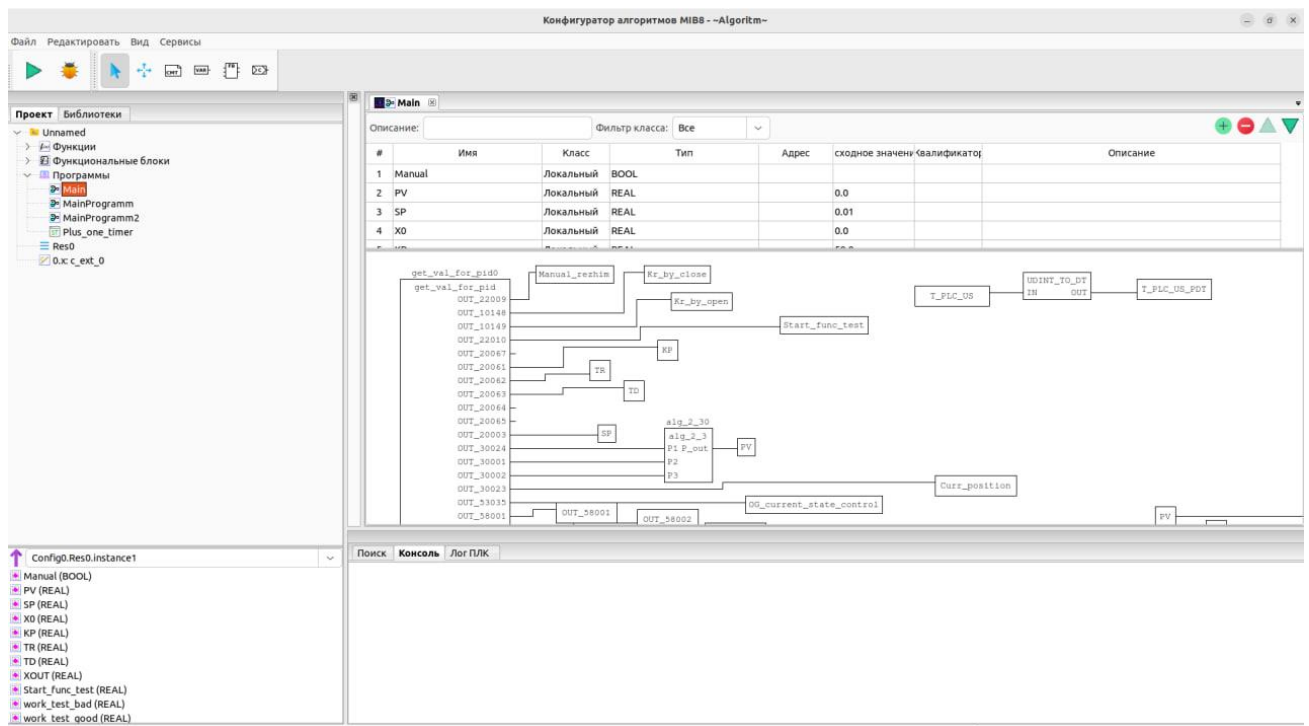 Конфигуратор алгоритмов MIB8 - ~Algoritm~
Файл Редактировать Вид Сервисы
CMT VAR FB
Проект Библиотеки
Unnamed
Функции
Функциональные блоки
Программы
Main
MainProgramm
MainProgramm2
Plus_one_timer
Res0
0.x: c_ext_0
Main
Описание: Фильтр класса: Все
# Имя Класс Тип Адрес сходное значени Квалификатор Описание
1 Manual Локальный BOOL
2 PV Локальный REAL 0.0
3 SP Локальный REAL 0.01
4 X0 Локальный REAL 0.0
get_val_for_pid0
get_val_for_pid
OUT_22009
OUT_10148
OUT_10149
OUT_22010
OUT_20067
OUT_20061
OUT_20062
OUT_20063
OUT_20064
OUT_20065
OUT_20003
OUT_30024
OUT_30001
OUT_30002
OUT_30023
OUT_53035
OUT_58001
Manual_rezhim
Kr_by_close
Kr_by_open
Start_func_test
KP
TR
TD
SP
alg_2_30
alg_2_3
P1 P_out
P2
P3
PV
Curr_position
OG_current_state_control
OUT_58001
OUT_58002
T_PLC_US
UDINT_TO_DT
IN OUT
T_PLC_US_PDT
PV
Config0.Res0.instance1
Manual (BOOL)
PV (REAL)
SP (REAL)
X0 (REAL)
KP (REAL)
TR (REAL)
TD (REAL)
XOUT (REAL)
Start_func_test (REAL)
work_test_bad (REAL)
work_test_good (REAL)
Поиск Консоль Лог ПЛК